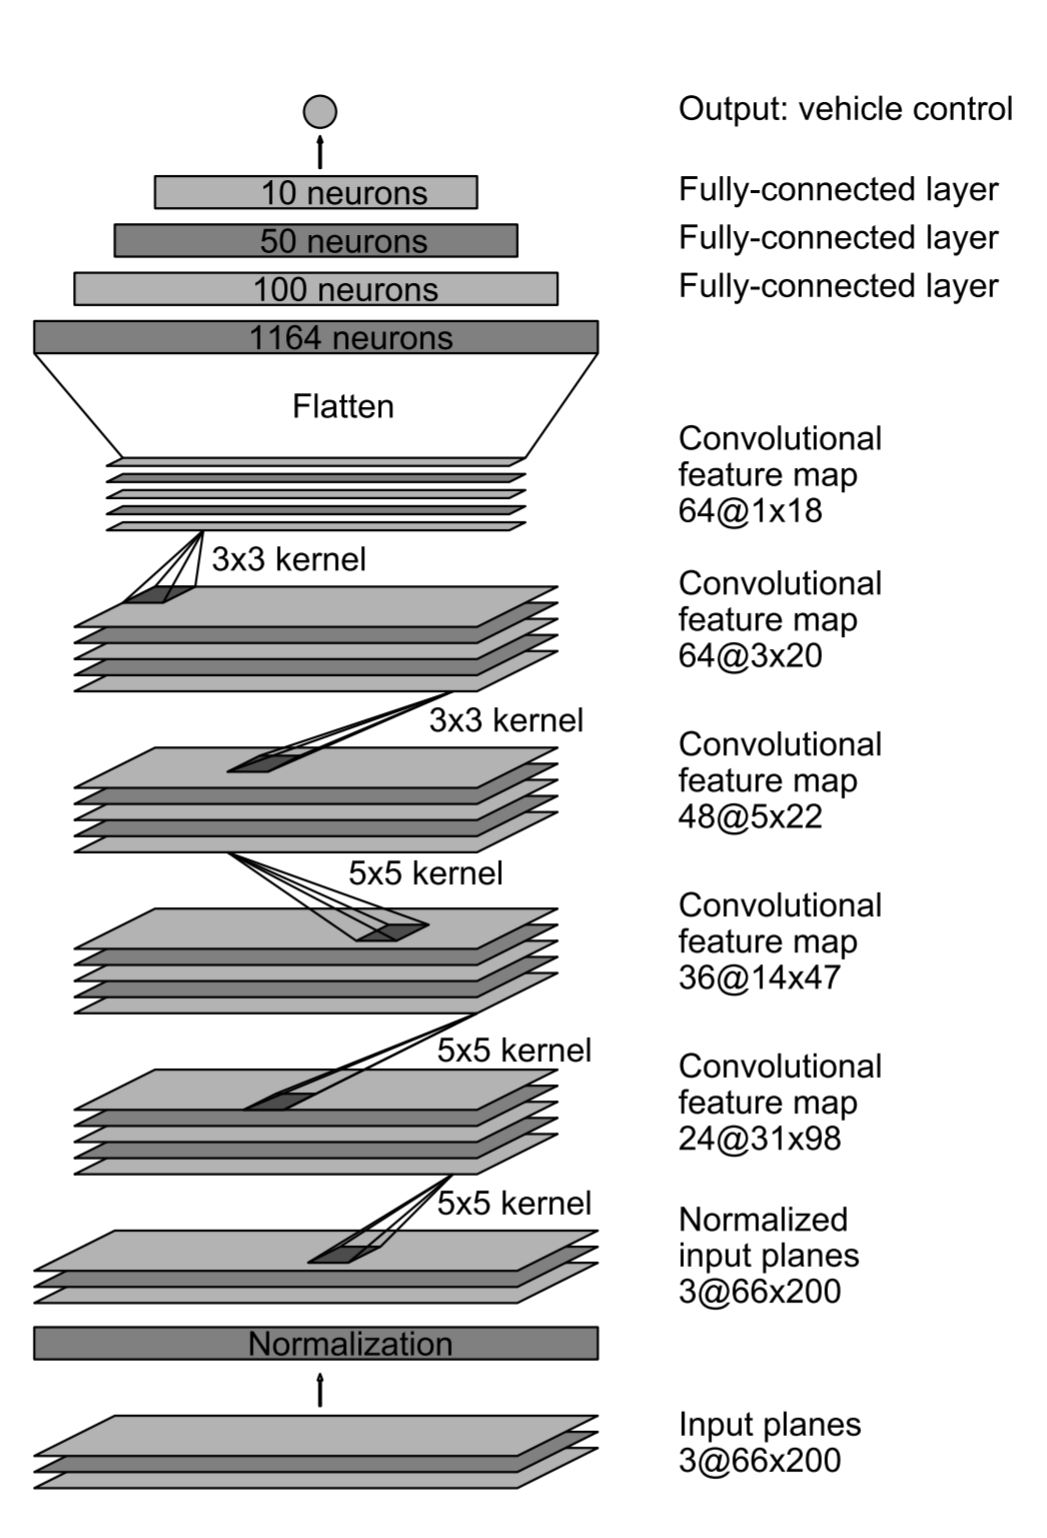 Output: vehicle control
10 neurons
Fully-connected layer
50 neurons
Fully-connected layer
100 neurons
Fully-connected layer
1164 neurons
Flatten
Convolutional
feature map
64@1x18
3x3 kernel
Convolutional
feature map
64@3x20
3x3 kernel
Convolutional
feature map
48@5x22
5x5 kernel
Convolutional
feature map
36@14x47
5x5 kernel
Convolutional
feature map
24@31x98
5x5 kernel
Normalized
input planes
3@66x200
Normalization
Input planes
3@66x200